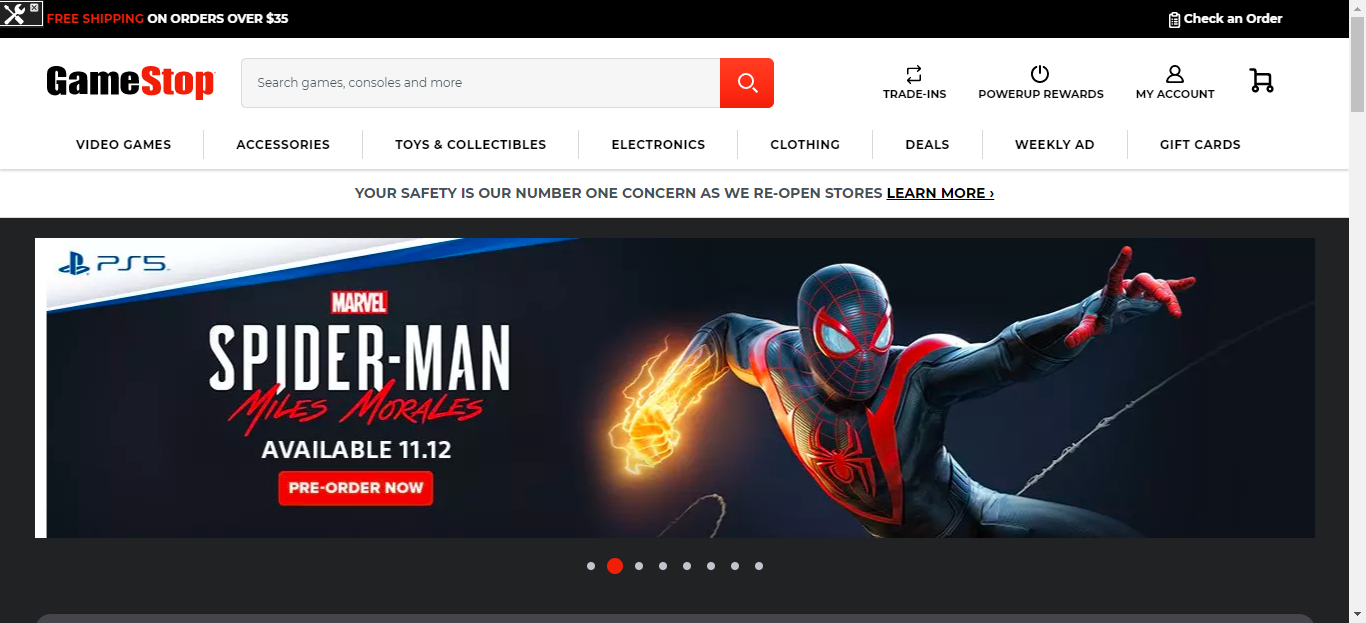 FREE SHIPPING ON ORDERS OVER $35
Check an Order
GameStop
Search games, consoles and more
TRADE-INS
POWERUP REWARDS
MY ACCOUNT
VIDEO GAMES
ACCESSORIES
TOYS & COLLECTIBLES
ELECTRONICS
CLOTHING
DEALS
WEEKLY AD
GIFT CARDS
YOUR SAFETY IS OUR NUMBER ONE CONCERN AS WE RE-OPEN STORES LEARN MORE ›
PS5
MARVEL
SPIDER-MAN
MILES MORALES
AVAILABLE 11.12
PRE-ORDER NOW